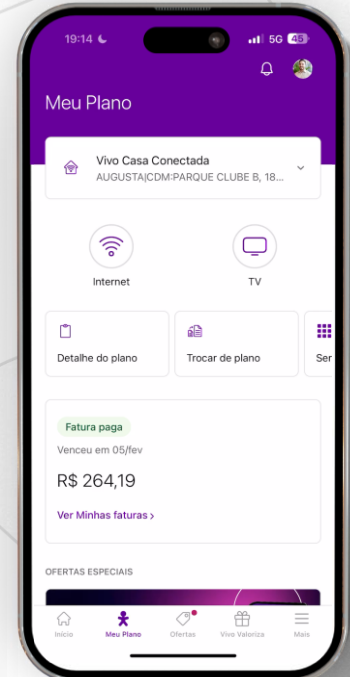 19:14 5G 45
Meu Plano
Vivo Casa Conectada
AUGUSTA|CDM:PARQUE CLUBE B, 18...
Internet TV
Detalhe do plano Trocar de plano Ser
Fatura paga
Venceu em 05/fev
R$ 264,19
Ver Minhas faturas
OFERTAS ESPECIAIS
Início Meu Plano Ofertas Vivo Valoriza Mais